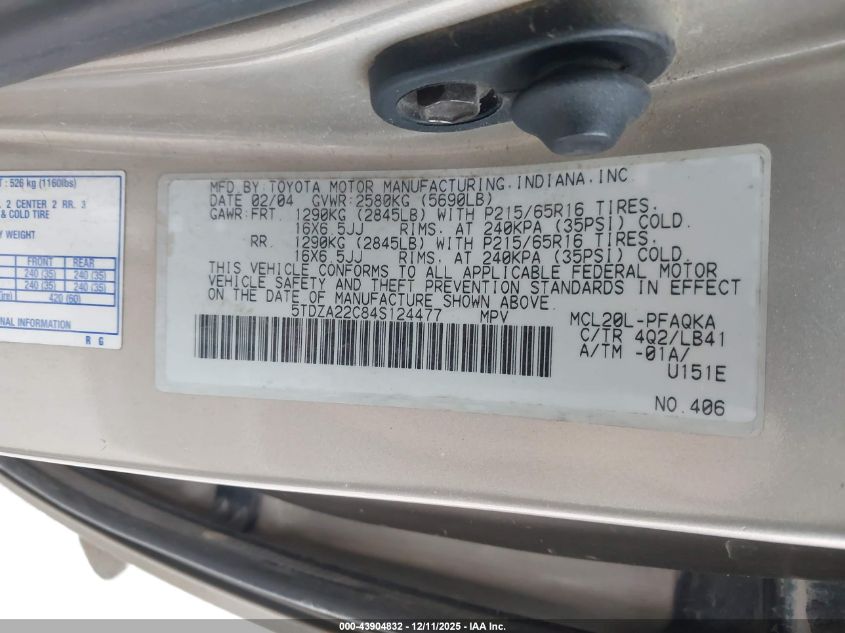 : 526 kg (1160lbs)
2 CENTER 2 RR. 3
& COLD TIRE
WEIGHT
FRONT REAR
240 (35) 240 (35)
240 (35) 240 (35)
420 (60)
INFORMATION
R G
MFD. BY: TOYOTA MOTOR MANUFACTURING, INDIANA, INC
DATE 02/04 GVWR: 2580KG (5690LB)
GAWR: FRT. 1290KG (2845LB) WITH P215/65R16 TIRES.
16X6.5JJ RIMS. AT 240KPA (35PSI) COLD.
RR. 1290KG (2845LB) WITH P215/65R16 TIRES.
16X6.5JJ RIMS. AT 240KPA (35PSI) COLD.
THIS VEHICLE CONFORMS TO ALL APPLICABLE FEDERAL MOTOR
VEHICLE SAFETY AND THEFT PREVENTION STANDARDS IN EFFECT
ON THE DATE OF MANUFACTURE SHOWN ABOVE.
5TDZA22C84S124477 MPV MCL20L-PFAQKA
C/TR 4Q2/LB41
A/TM -01A/
U151E
NO. 406
000-43904832 - 12/11/2025 - IAA Inc.